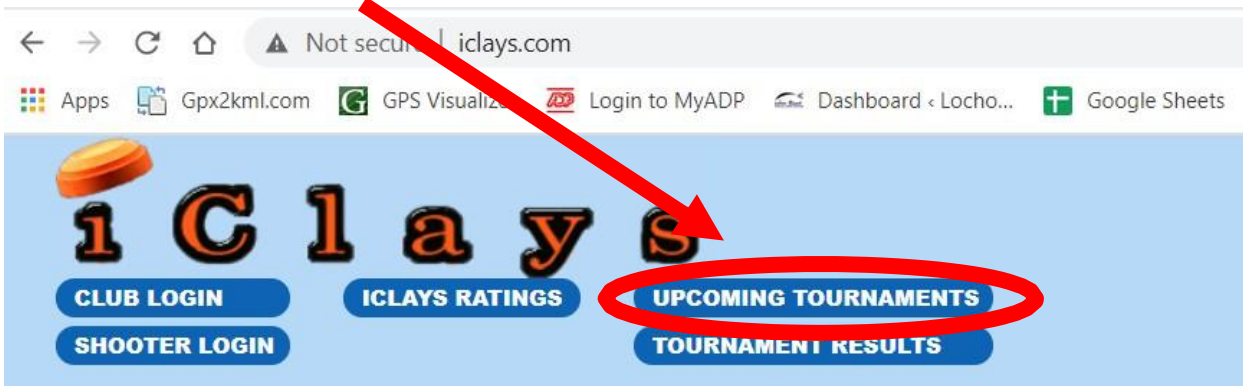 Not secure | iclays.com
Apps Gpx2kml.com GPS Visualizer Login to MyADP Dashboard ‹ Locho... Google Sheets
iClays
CLUB LOGIN ICLAYS RATINGS UPCOMING TOURNAMENTS
SHOOTER LOGIN TOURNAMENT RESULTS